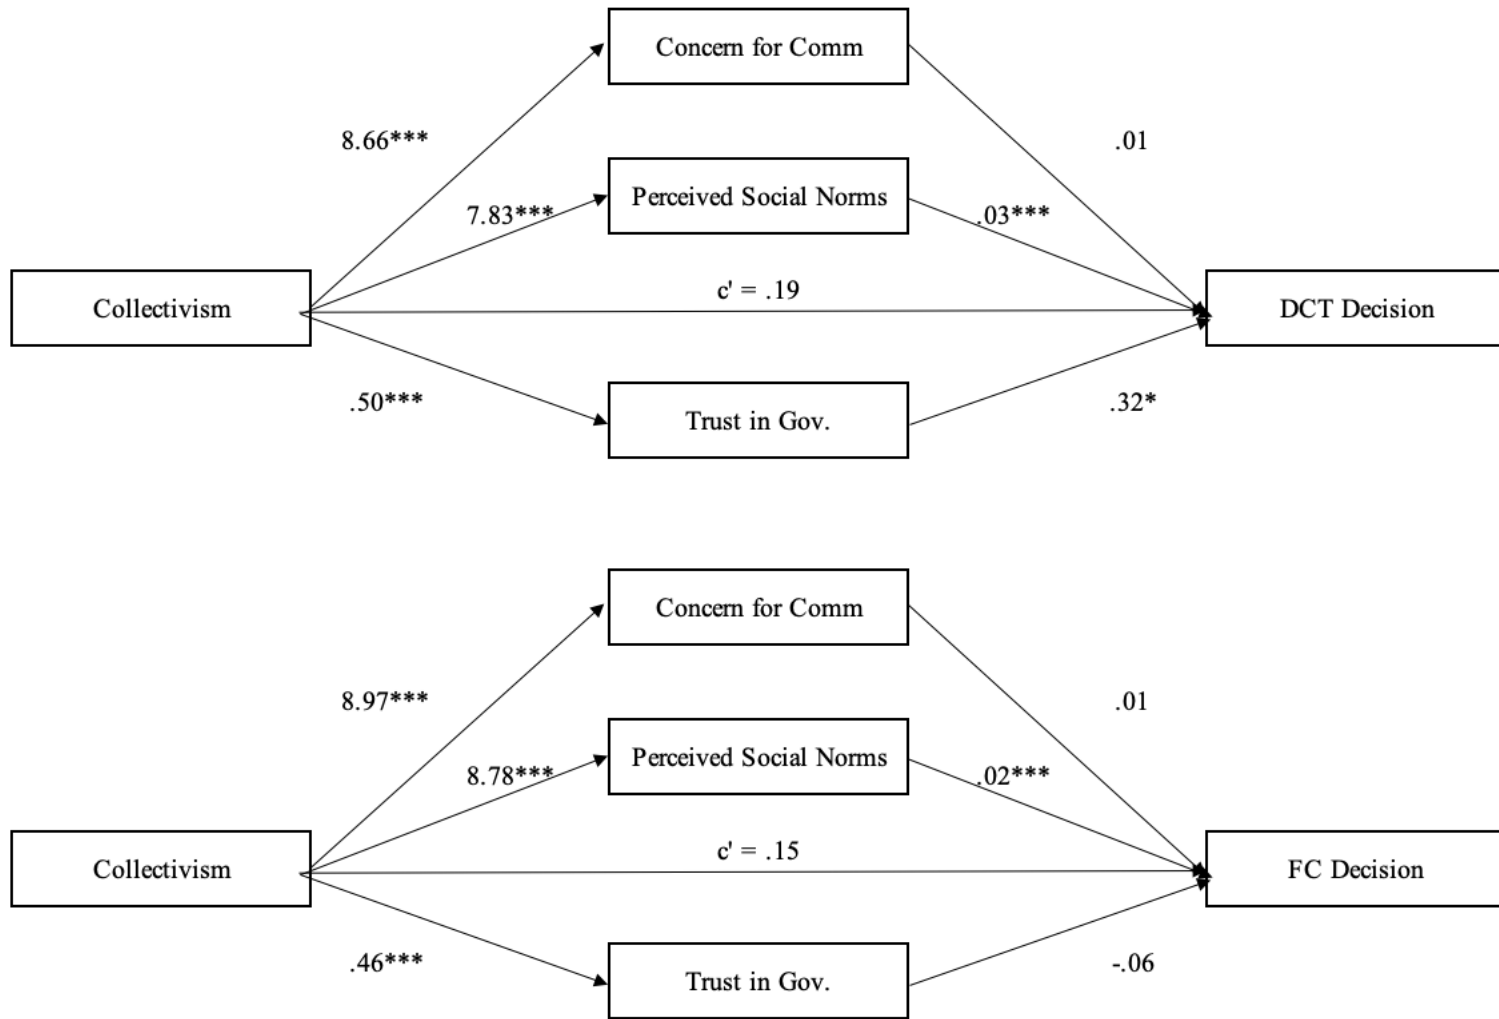 Concern for Comm
8.66***
.01
Perceived Social Norms
7.83***
.03***
Collectivism
c' = .19
DCT Decision
.50***
.32*
Trust in Gov.
Concern for Comm
8.97***
.01
Perceived Social Norms
8.78***
.02***
Collectivism
c' = .15
FC Decision
.46***
-.06
Trust in Gov.